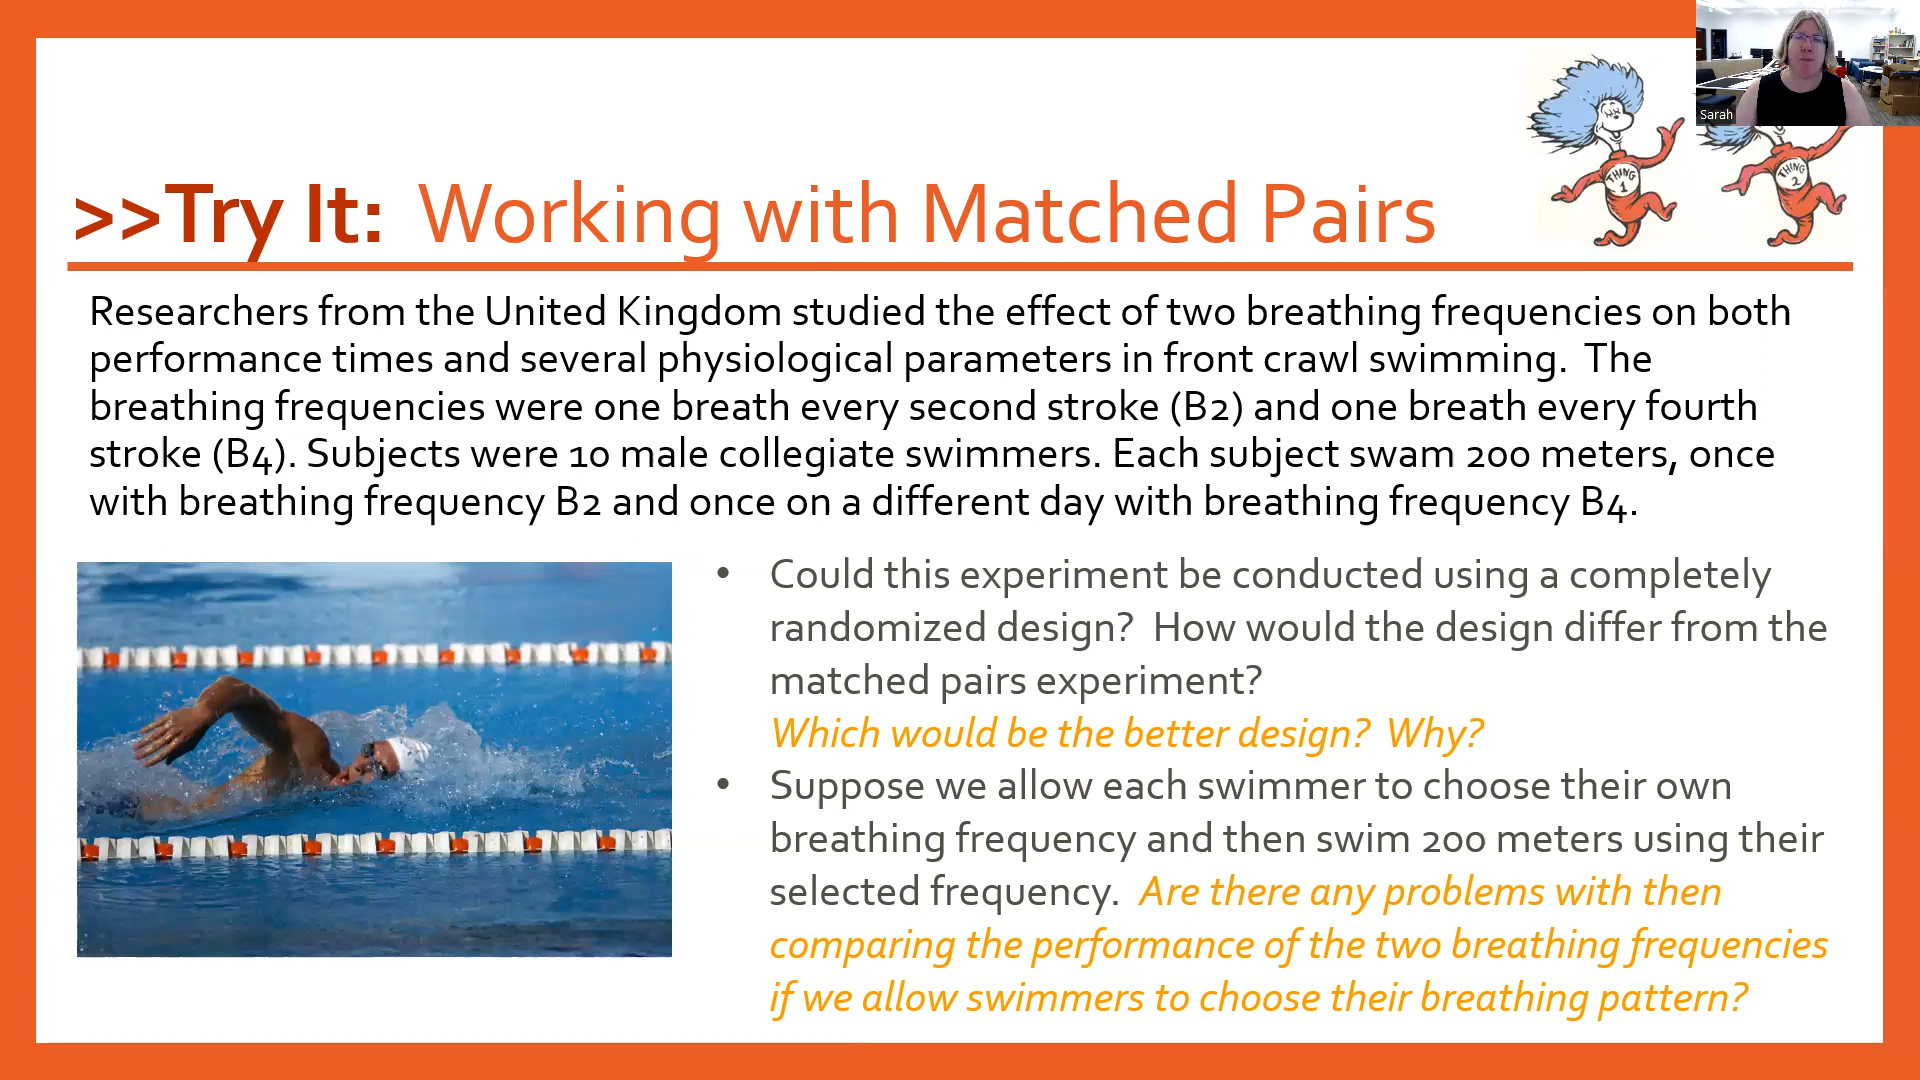 Sarah
THING
1
THING
2
>>Try It: Working with Matched Pairs
Researchers from the United Kingdom studied the effect of two breathing frequencies on both
performance times and several physiological parameters in front crawl swimming. The
breathing frequencies were one breath every second stroke (B2) and one breath every fourth
stroke (B4). Subjects were 10 male collegiate swimmers. Each subject swam 200 meters, once
with breathing frequency B2 and once on a different day with breathing frequency B4.
• Could this experiment be conducted using a completely
randomized design? How would the design differ from the
matched pairs experiment?
Which would be the better design? Why?
• Suppose we allow each swimmer to choose their own
breathing frequency and then swim 200 meters using their
selected frequency. Are there any problems with then
comparing the performance of the two breathing frequencies
if we allow swimmers to choose their breathing pattern?